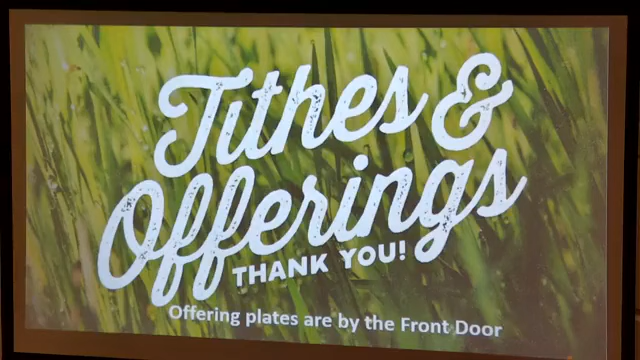 Tithes &
Offerings
THANK YOU!
Offering plates are by the Front Door